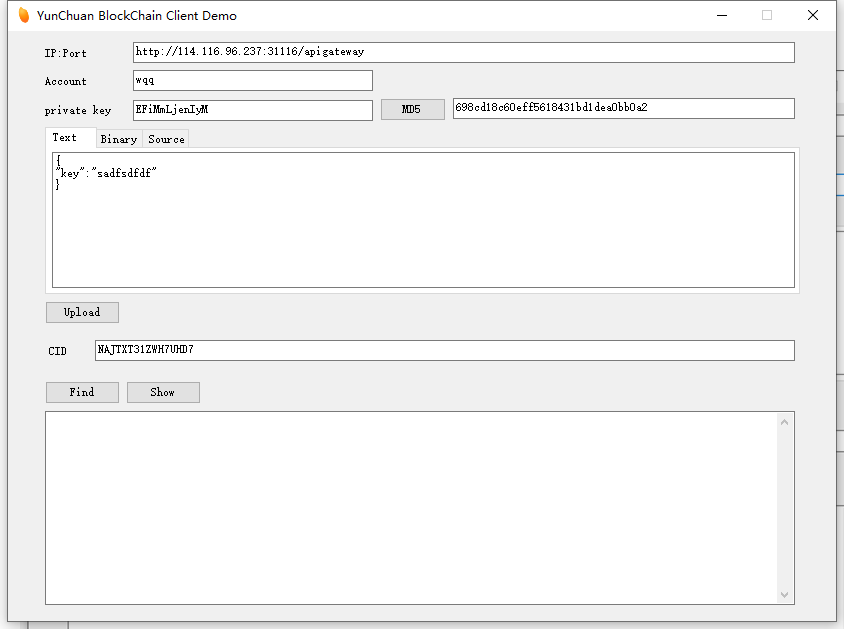 YunChuan BlockChain Client Demo
IP:Port
http://114.116.96.237:31116/apigateway
Account
wqq
private key
EFiMmLjenIyM
MD5
698cd18c60eff5618431bd1dea0bb0a2
Text
Binary
Source
{
"key":"sadfsdfdf"
}
Upload
CID
NAJTXT31ZWH7UHD7
Find
Show